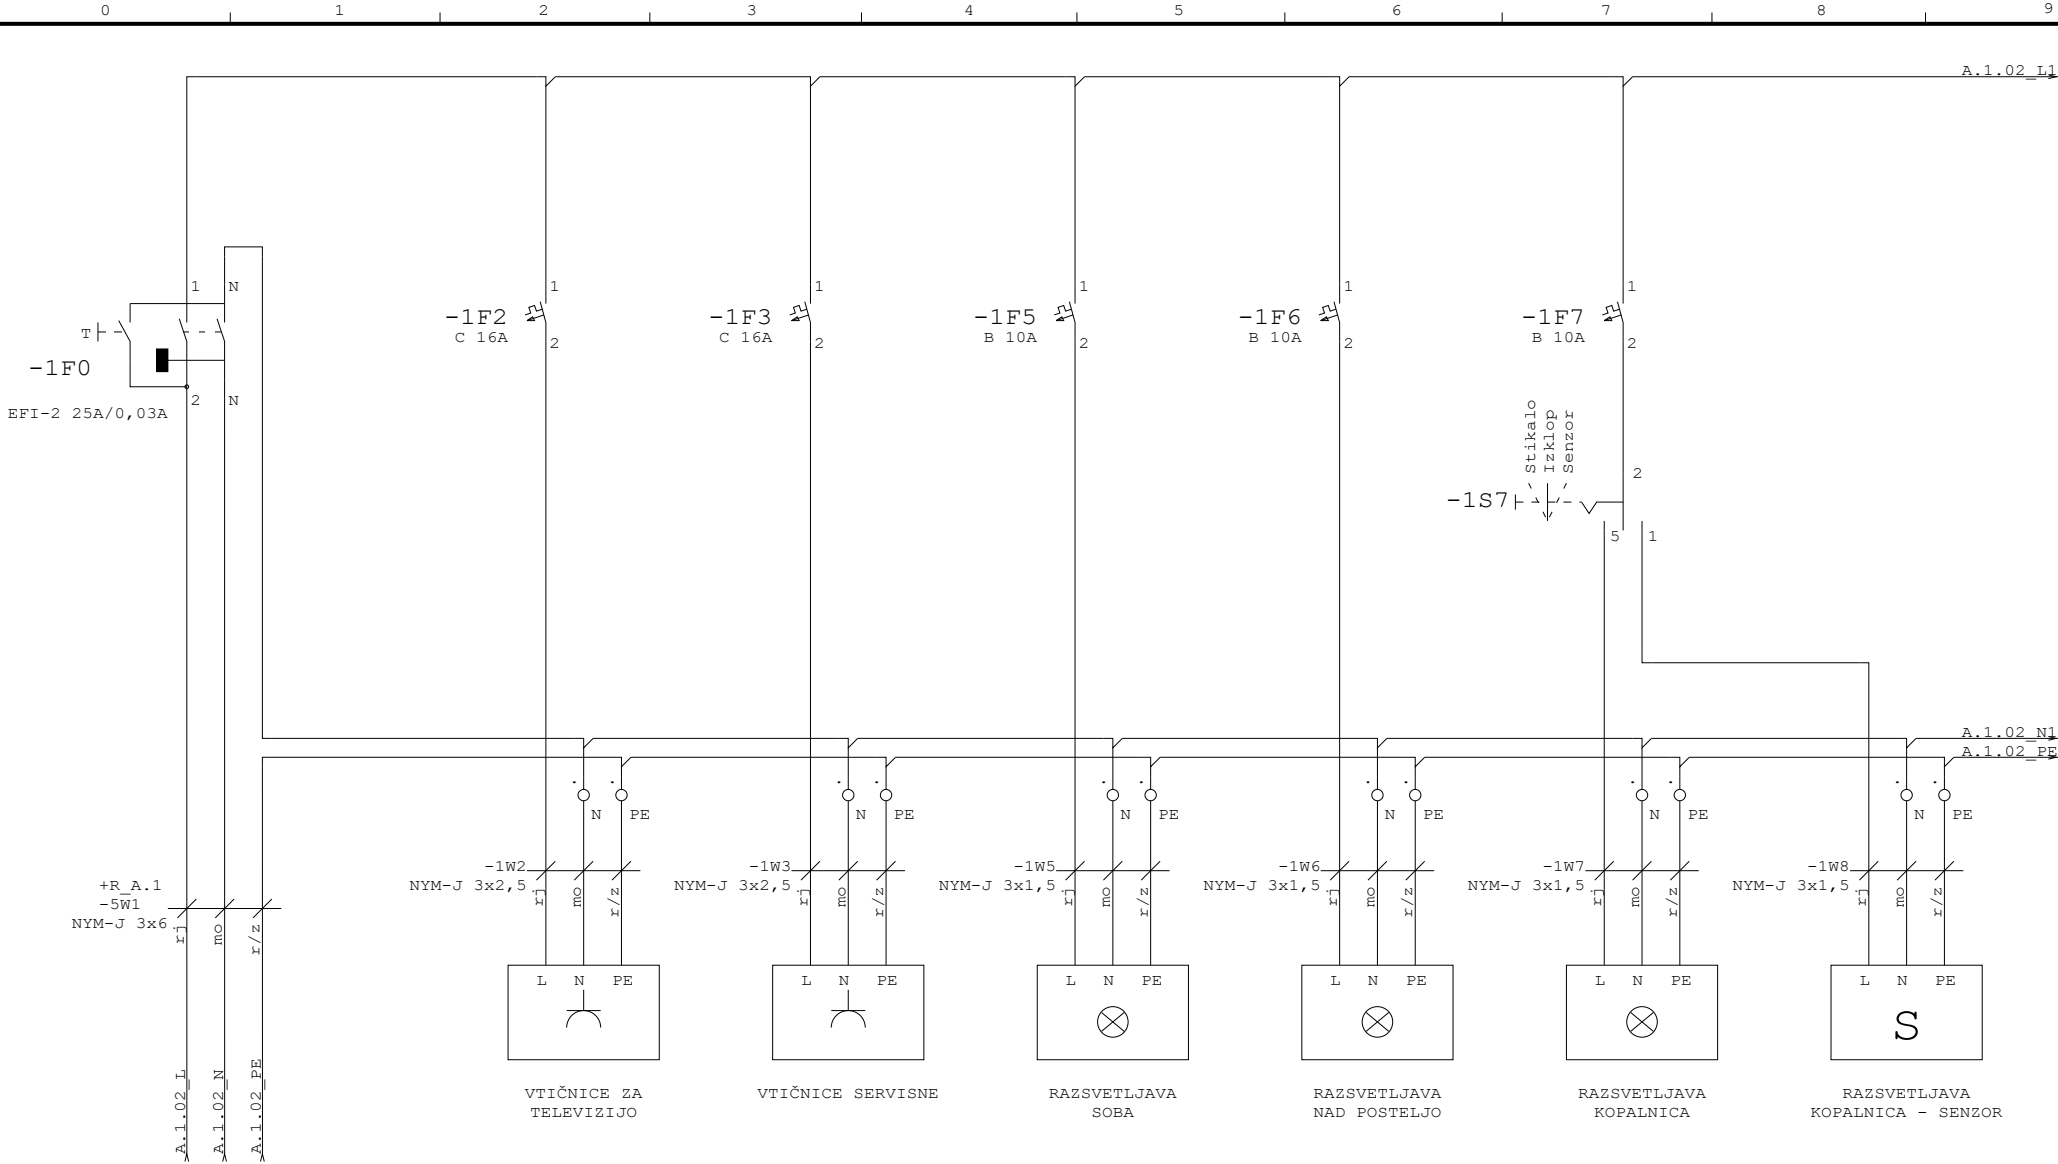 0 1 2 3 4 5 6 7 8 9
A.1.02_L1
1 N 1 1 1 1 1
T
-1F0
2 N
EFI-2 25A/0,03A
-1F2
C 16A
2
-1F3
C 16A
2
-1F5
B 10A
2
-1F6
B 10A
2
-1F7
B 10A
2
Stikalo
Izklop
Senzor
2
-1S7
5 1
A.1.02_N1
A.1.02_PE
N PE N PE N PE N PE N PE N PE
+R_A.1
-5W1
NYM-J 3x6
rj mo r/z
-1W2
NYM-J 3x2,5
rj mo r/z
-1W3
NYM-J 3x2,5
rj mo r/z
-1W5
NYM-J 3x1,5
rj mo r/z
-1W6
NYM-J 3x1,5
rj mo r/z
-1W7
NYM-J 3x1,5
rj mo r/z
-1W8
NYM-J 3x1,5
rj mo r/z
L N PE L N PE L N PE L N PE L N PE L N PE
S
A.1.02_L
A.1.02_N
A.1.02_PE
VTIČNICE ZA
TELEVIZIJO
VTIČNICE SERVISNE
RAZSVETLJAVA
SOBA
RAZSVETLJAVA
NAD POSTELJO
RAZSVETLJAVA
KOPALNICA
RAZSVETLJAVA
KOPALNICA - SENZOR